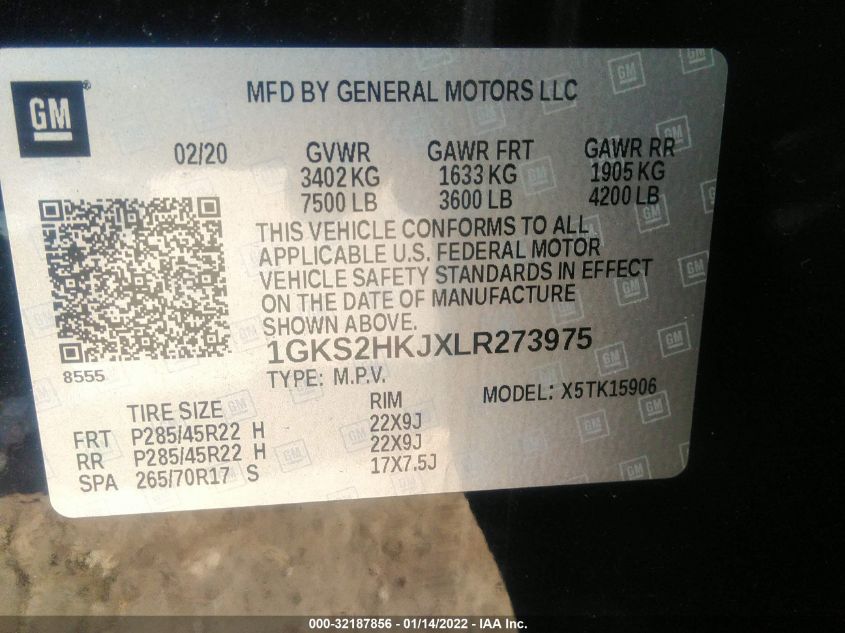 GM
MFD BY GENERAL MOTORS LLC
02/20 GVWR GAWR FRT GAWR RR
3402 KG 1633 KG 1905 KG
7500 LB 3600 LB 4200 LB
THIS VEHICLE CONFORMS TO ALL
APPLICABLE U.S. FEDERAL MOTOR
VEHICLE SAFETY STANDARDS IN EFFECT
ON THE DATE OF MANUFACTURE
SHOWN ABOVE.
1GKS2HKJXLR273975
8555
TYPE: M.P.V. MODEL: X5TK15906
TIRE SIZE RIM
FRT P285/45R22 H 22X9J
RR P285/45R22 H 22X9J
SPA 265/70R17 S 17X7.5J
000-32187856 - 01/14/2022 - IAA Inc.